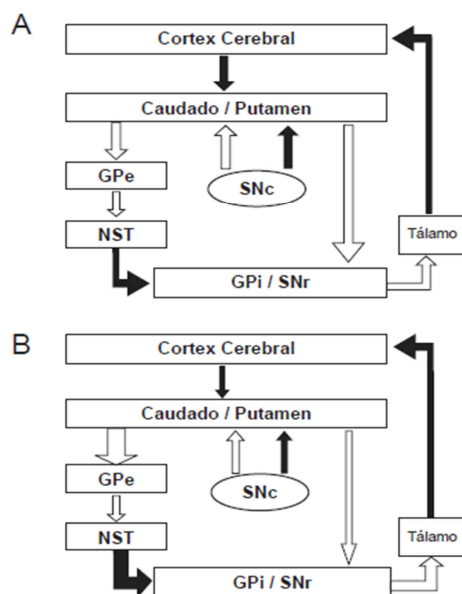 A
Cortex Cerebral
Caudado / Putamen
GPe
SNc
NST
Tálamo
GPi / SNr
B
Cortex Cerebral
Caudado / Putamen
GPe
SNc
NST
Tálamo
GPi / SNr